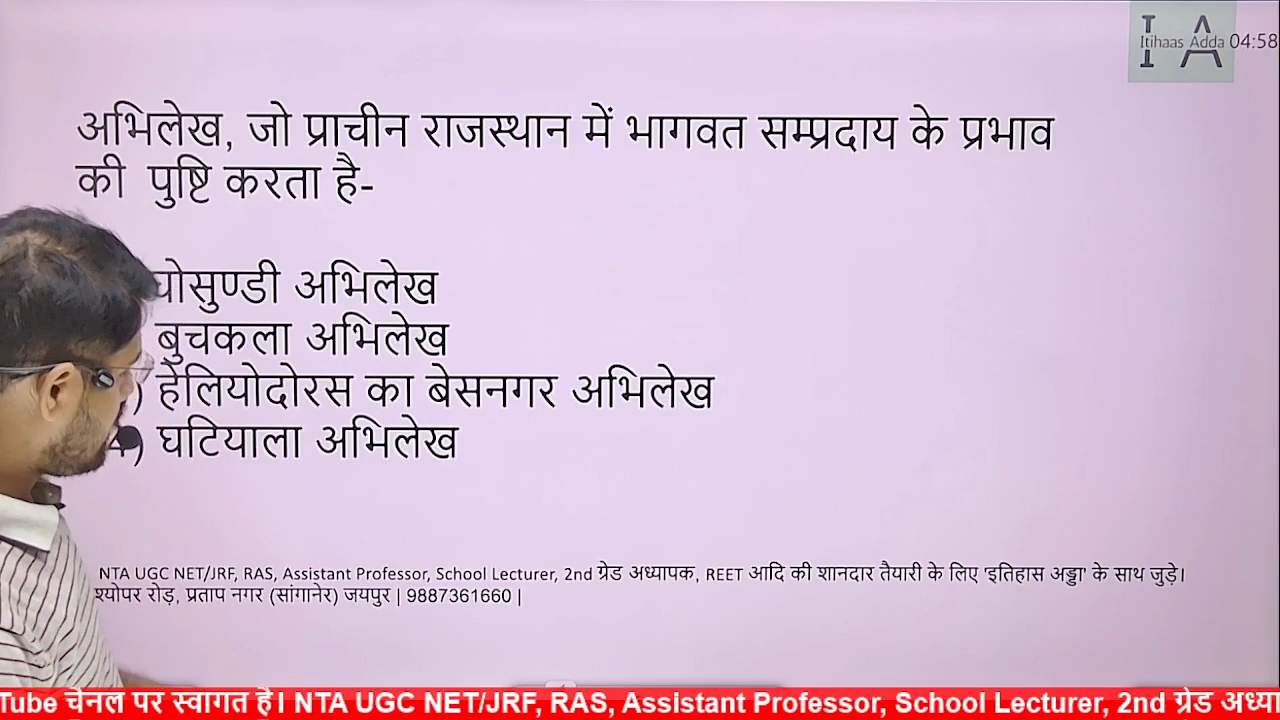 I A
Itihaas Adda 04:58
अभिलेख, जो प्राचीन राजस्थान में भागवत सम्प्रदाय के प्रभाव
की पुष्टि करता है-
अभिलेख
बुचकला अभिलेख
) हेलियोदोरस का बेसनगर अभिलेख
4) घटियाला अभिलेख
NTA UGC NET/JRF, RAS, Assistant Professor, School Lecturer, 2nd ग्रेड अध्यापक, REET आदि की शानदार तैयारी के लिए 'इतिहास अड्डा' के साथ जुड़े।
श्योपर रोड़, प्रताप नगर (सांगानेर) जयपुर | 9887361660 |
Tube चैनल पर स्वागत है। NTA UGC NET/JRF, RAS, Assistant Professor, School Lecturer, 2nd ग्रेड